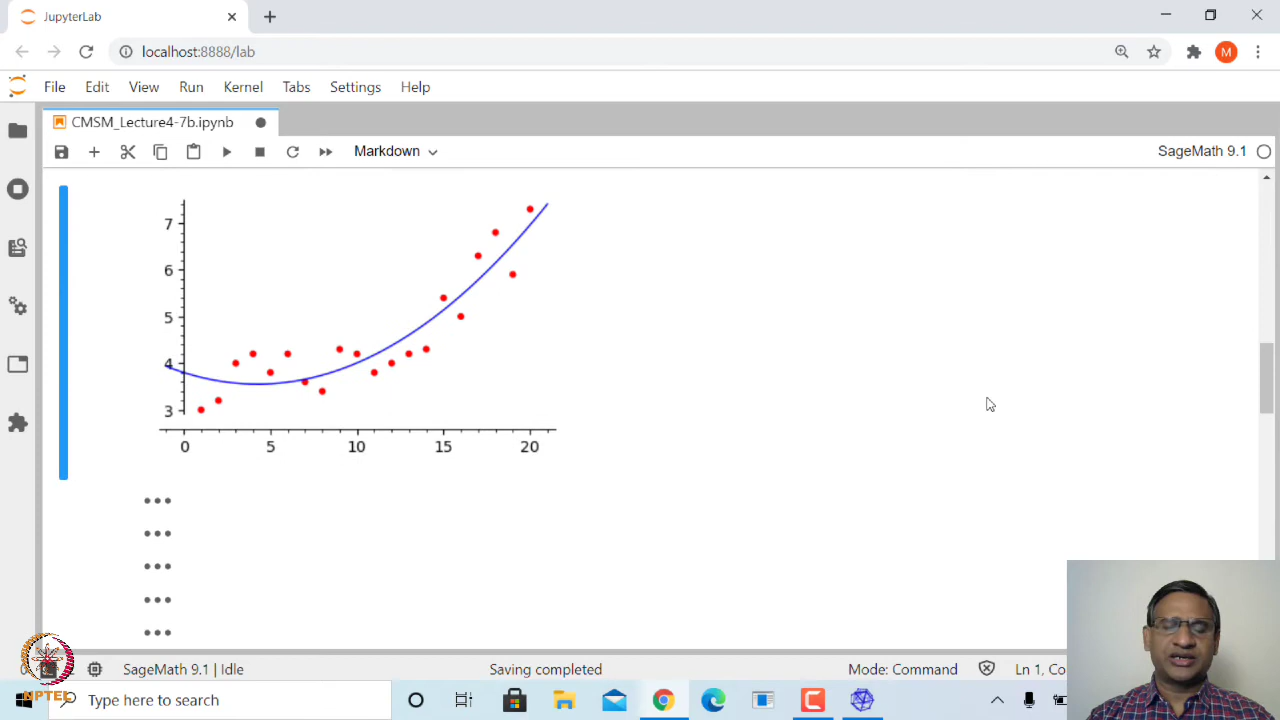 JupyterLab
localhost:8888/lab
M
File Edit View Run Kernel Tabs Settings Help
CMSM_Lecture4-7b.ipynb
Markdown
SageMath 9.1
7
6
5
4
3
0 5 10 15 20
SageMath 9.1 | Idle
Saving completed
Mode: Command
Ln 1, Co
NPTEL
Type here to search